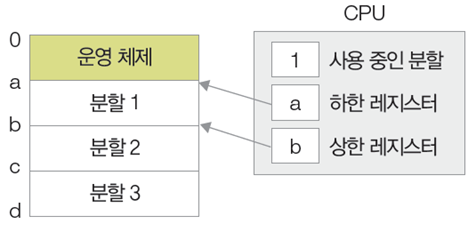 CPU
0
운영 체제
a
분할 1
b
분할 2
c
분할 3
d
1 사용 중인 분할
a 하한 레지스터
b 상한 레지스터